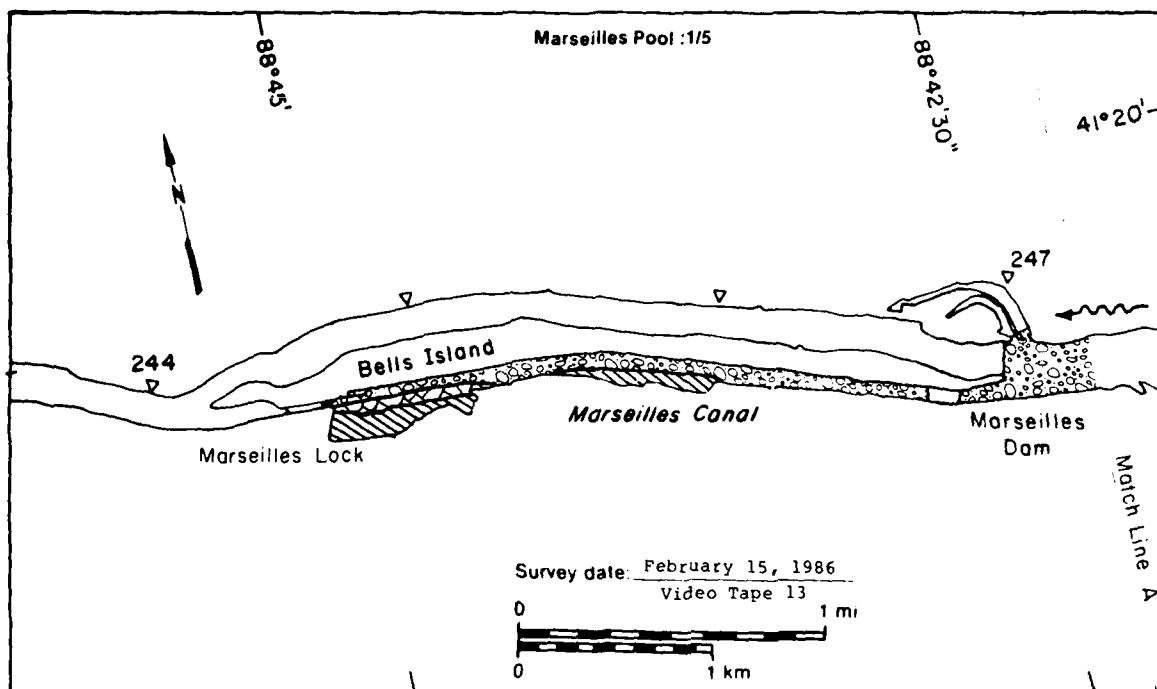 Marseilles Pool :1/5
88°45'
88°42'30"
41°20'
N
247
244
Bells Island
Marseilles Canal
Marseilles Lock
Marseilles
Dam
Match Line A
Survey date: February 15, 1986
Video Tape 13
0 1 mi
0 1 km